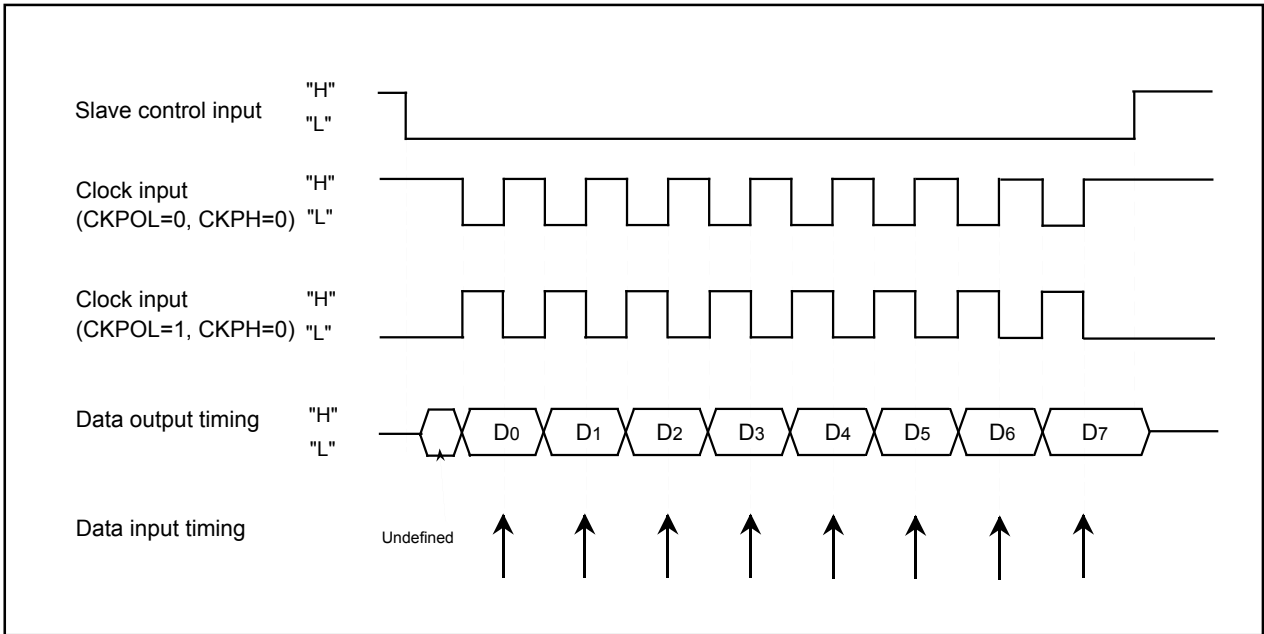 Slave control input
"H"
"L"
Clock input
(CKPOL=0, CKPH=0)
"H"
"L"
Clock input
(CKPOL=1, CKPH=0)
"H"
"L"
Data output timing
"H"
"L"
D0 D1 D2 D3 D4 D5 D6 D7
Data input timing
Undefined